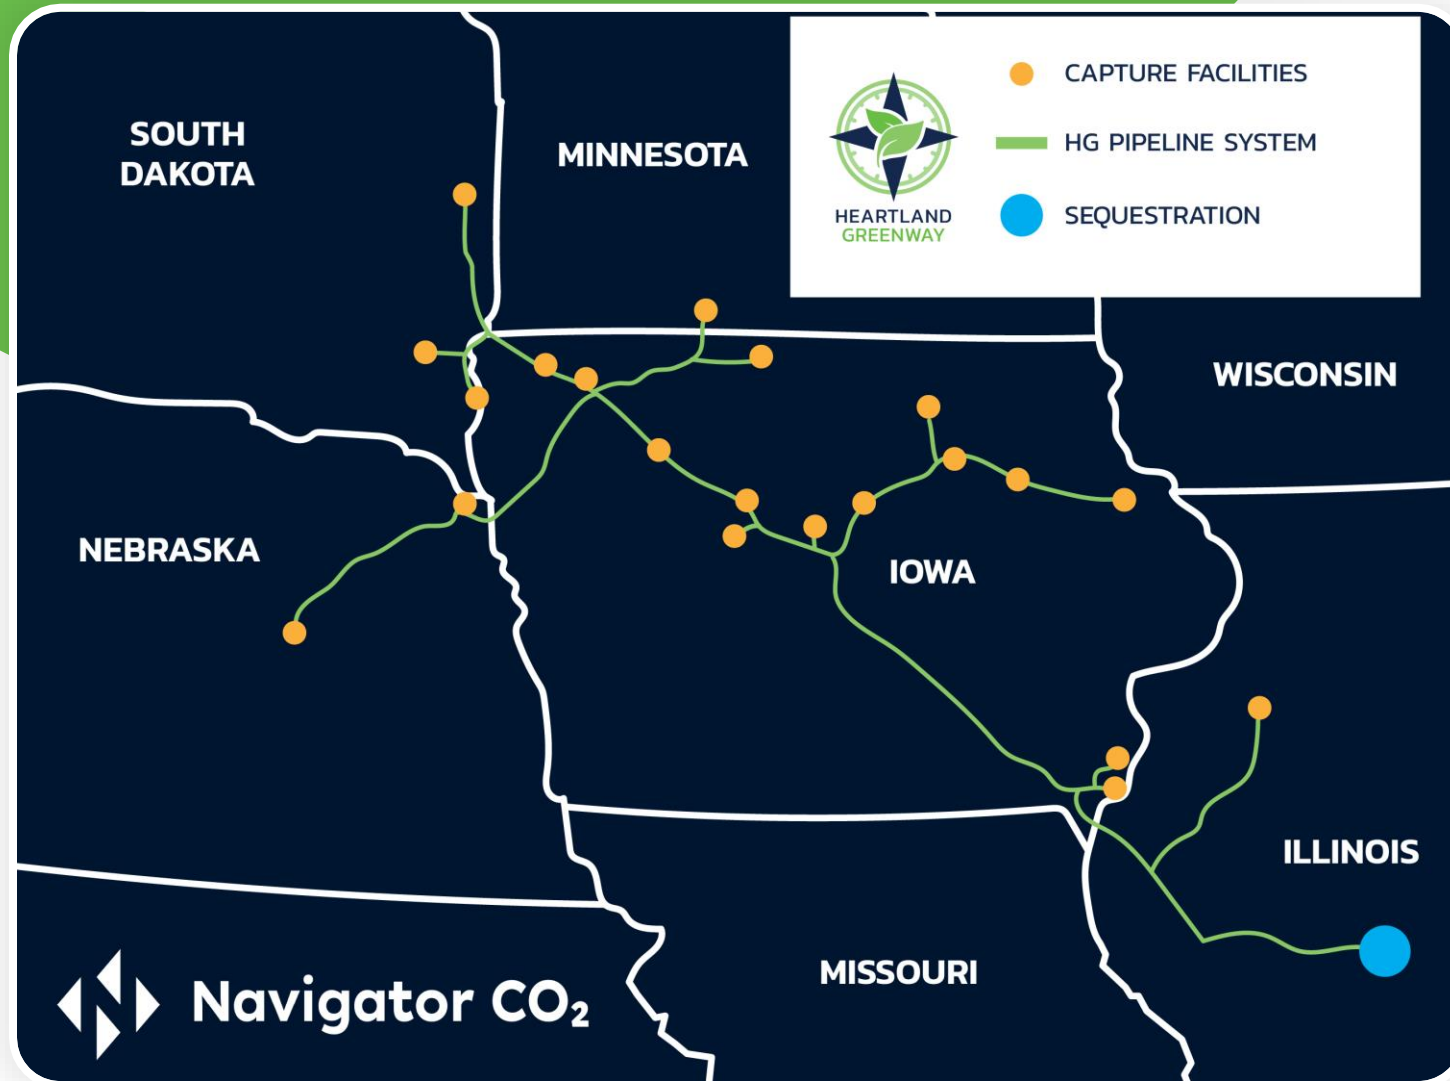 SOUTH
DAKOTA
MINNESOTA
CAPTURE FACILITIES
HG PIPELINE SYSTEM
SEQUESTRATION
HEARTLAND
GREENWAY
WISCONSIN
NEBRASKA
IOWA
ILLINOIS
MISSOURI
Navigator CO₂